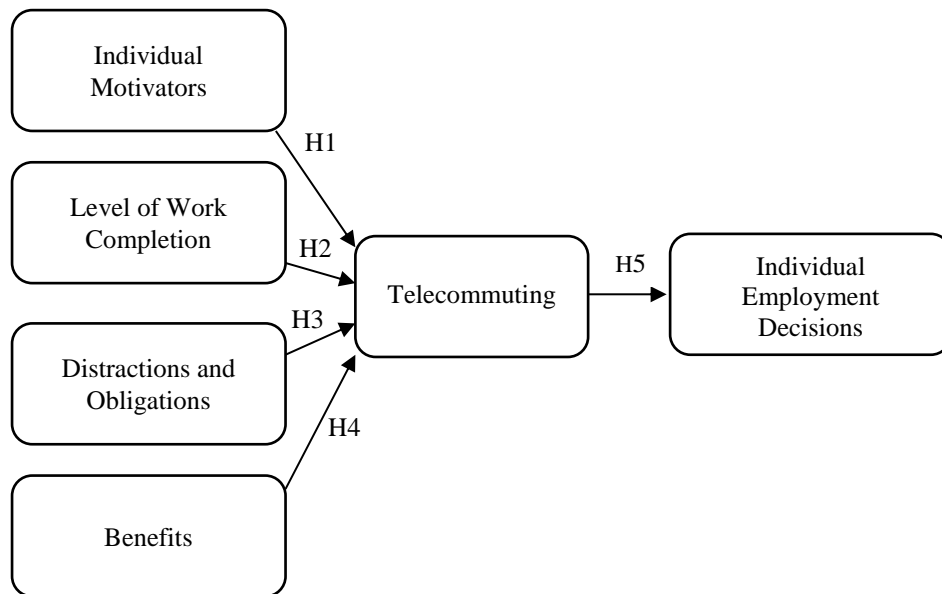 Individual
Motivators
H1
Level of Work
Completion
H2
Telecommuting
H5
Individual
Employment
Decisions
H3
Distractions and
Obligations
H4
Benefits